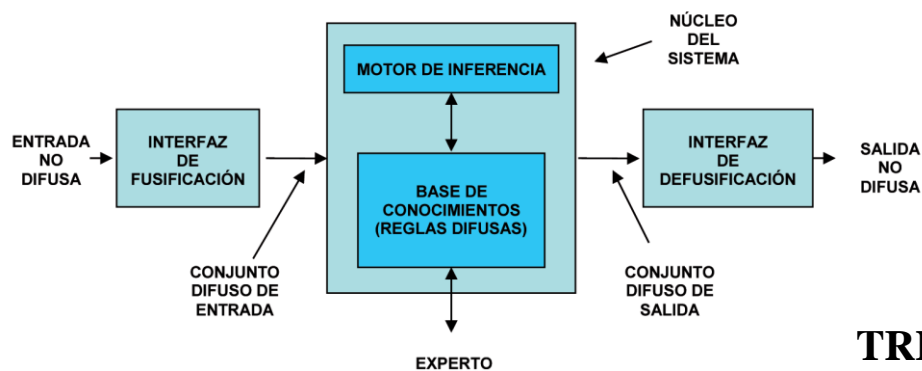 NÚCLEO
DEL
SISTEMA
MOTOR DE INFERENCIA
ENTRADA
NO
DIFUSA
INTERFAZ
DE
FUSIFICACIÓN
BASE DE
CONOCIMIENTOS
(REGLAS DIFUSAS)
INTERFAZ
DE
DEFUSIFICACIÓN
SALIDA
NO
DIFUSA
CONJUNTO
DIFUSO DE
ENTRADA
CONJUNTO
DIFUSO DE
SALIDA
EXPERTO